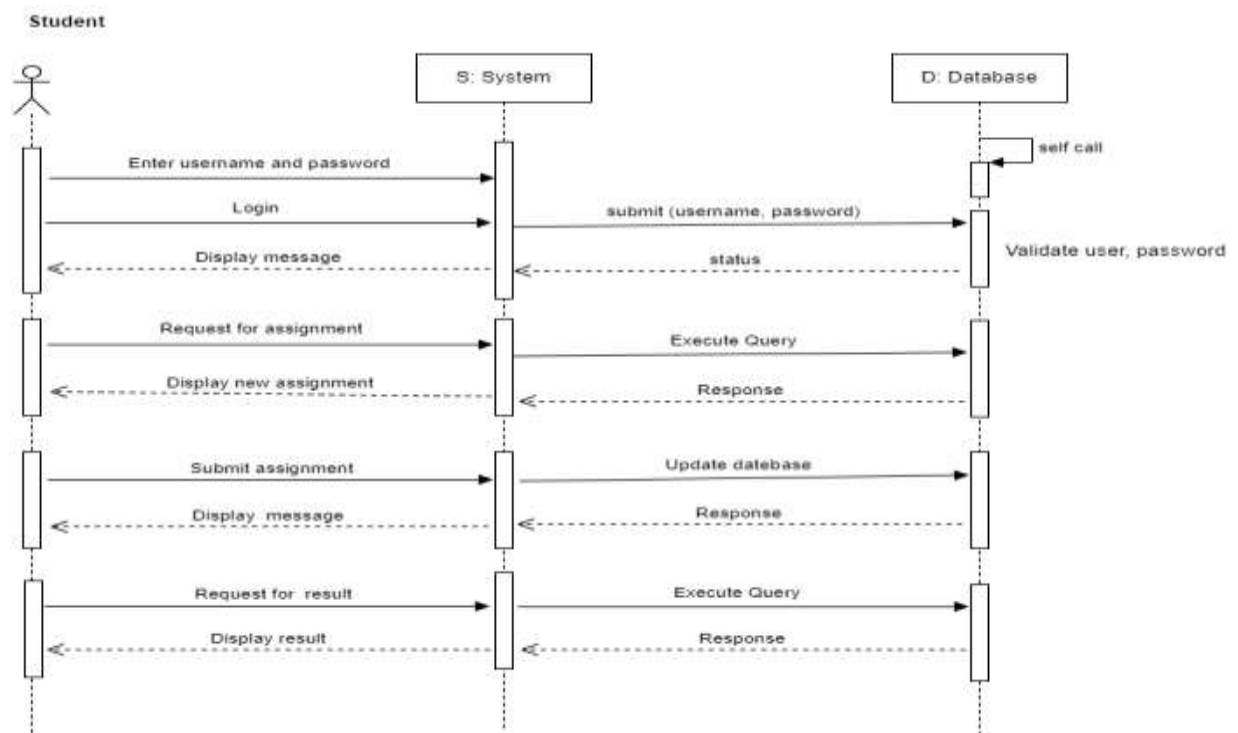 Student
S: System
D: Database
self call
Enter username and password
Login
submit (username, password)
Display message
status
Validate user, password
Request for assignment
Execute Query
Display new assignment
Response
Submit assignment
Update datebase
Display message
Response
Request for result
Execute Query
Display result
Response